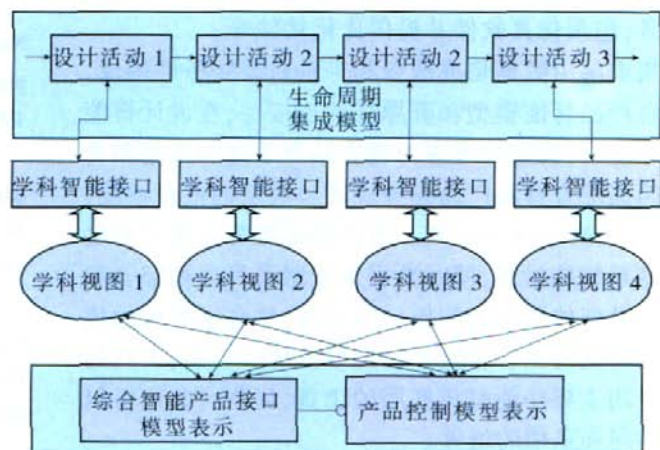 设计活动 1
设计活动 2
设计活动 2
设计活动 3
生命周期
集成模型
学科智能接口
学科智能接口
学科智能接口
学科智能接口
学科视图 1
学科视图 2
学科视图 3
学科视图 4
综合智能产品接口
模型表示
产品控制模型表示